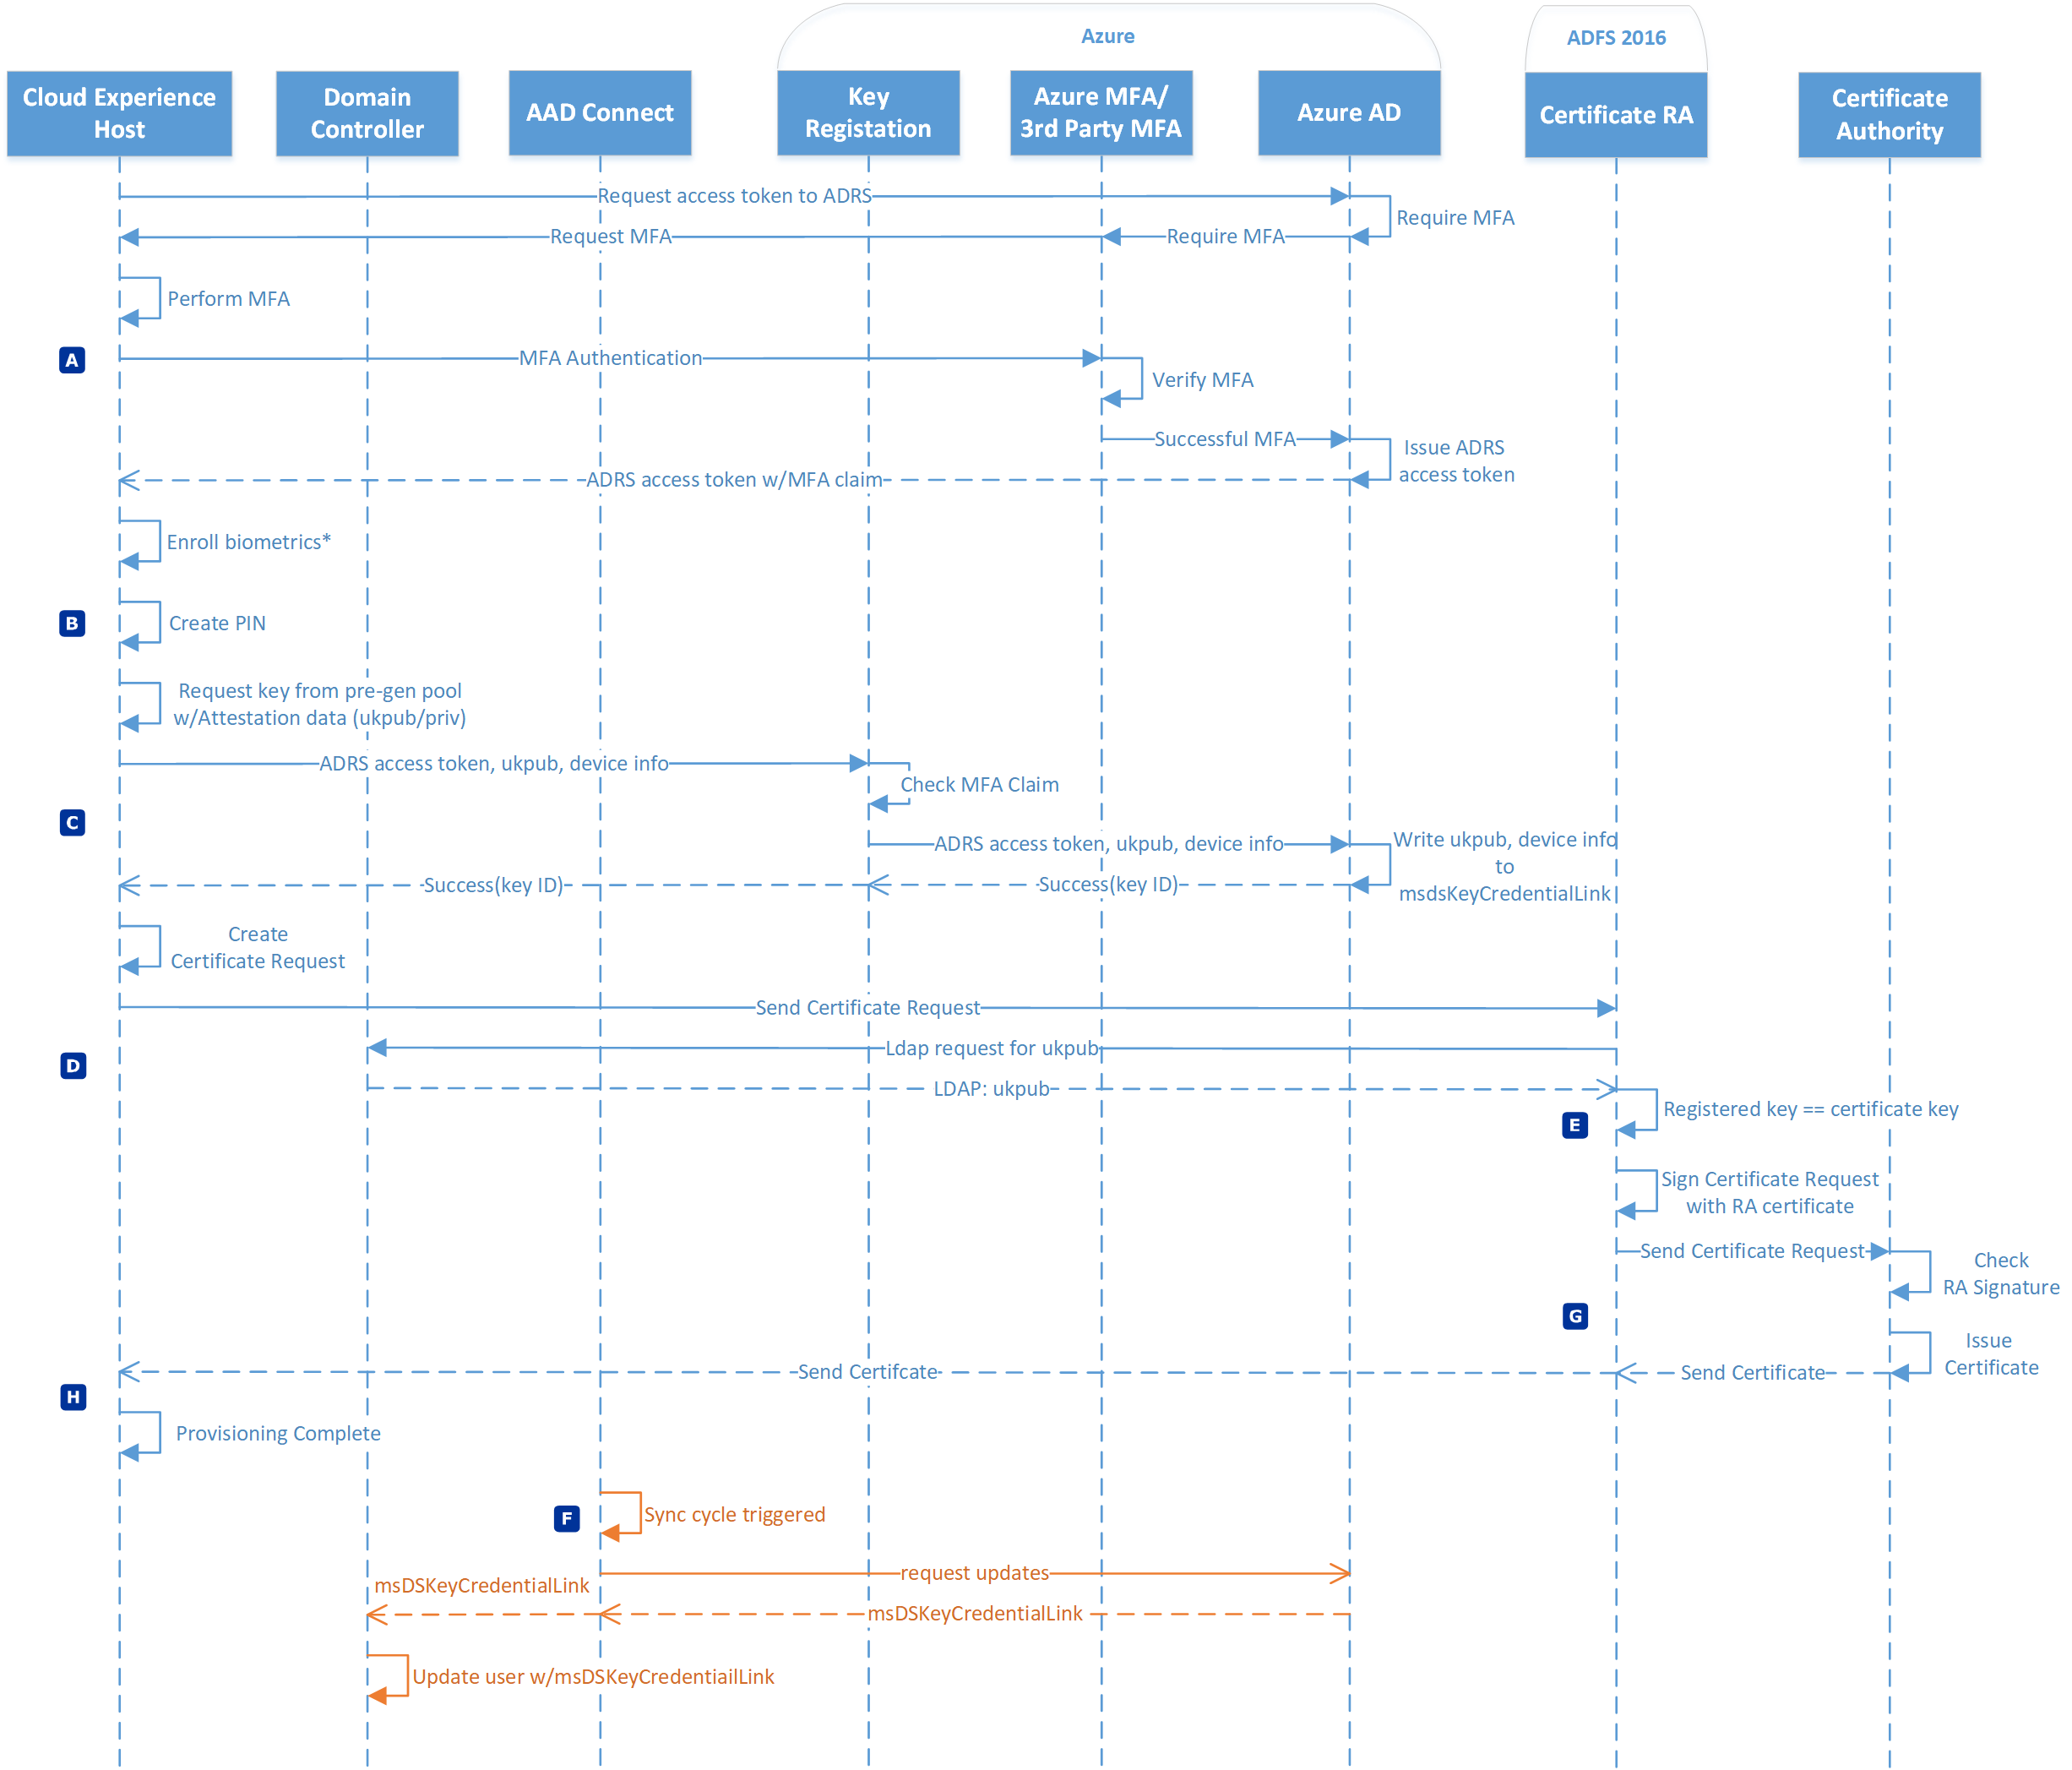 Azure
ADFS 2016
Cloud Experience
Host
Domain
Controller
AAD Connect
Key
Registation
Azure MFA/
3rd Party MFA
Azure AD
Certificate RA
Certificate
Authority
Request access token to ADRS
Require MFA
Request MFA
Require MFA
Perform MFA
A
MFA Authentication
Verify MFA
Successful MFA
Issue ADRS
access token
ADRS access token w/MFA claim
Enroll biometrics*
B
Create PIN
Request key from pre-gen pool
w/Attestation data (ukpub/priv)
ADRS access token, ukpub, device info
Check MFA Claim
C
ADRS access token, ukpub, device info
Write ukpub, device info
to
msdsKeyCredentialLink
Success(key ID)
Success(key ID)
Create
Certificate Request
Send Certificate Request
Ldap request for ukpub
D
LDAP: ukpub
E
Registered key == certificate key
Sign Certificate Request
with RA certificate
Send Certificate Request
Check
RA Signature
G
Issue
Certificate
Send Certifcate
Send Certificate
H
Provisioning Complete
F
Sync cycle triggered
request updates
msDSKeyCredentialLink
msDSKeyCredentialLink
Update user w/msDSKeyCredentiailLink